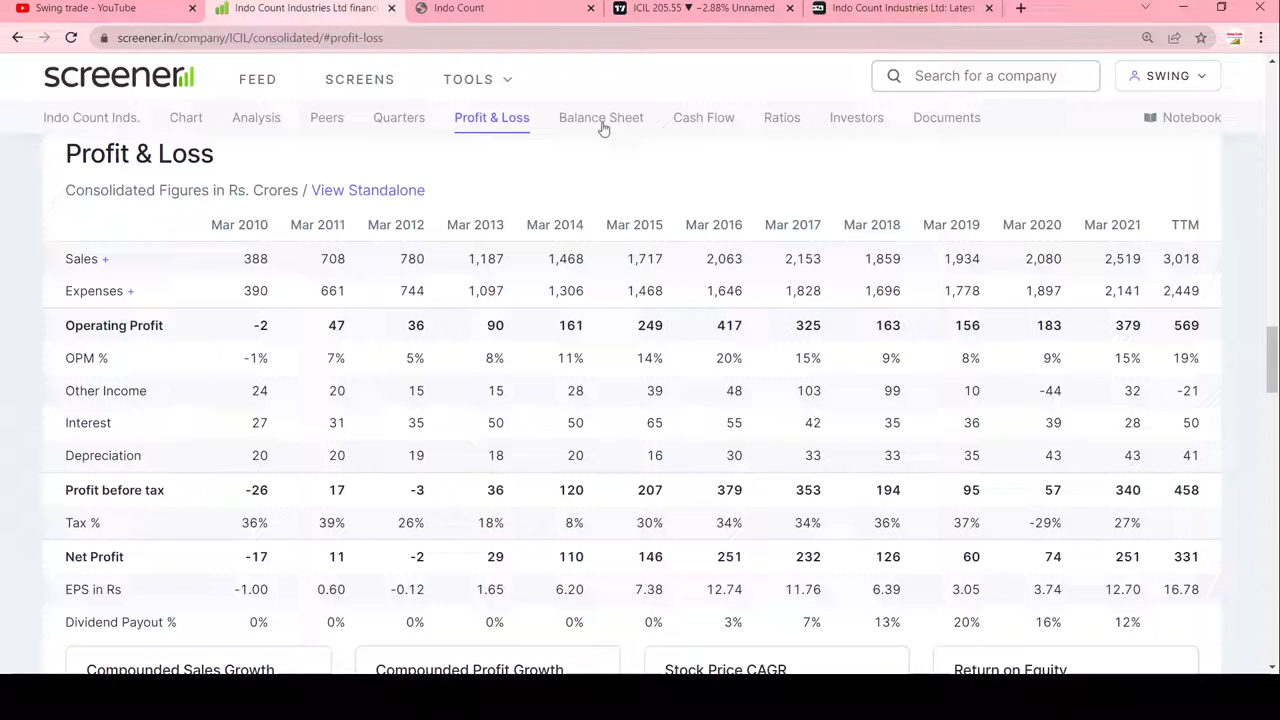 Swing trade - YouTube × Indo Count Industries Ltd financ × Indo Count × ICIL 205.55 ▼ −2.88% Unnamed × Indo Count Industries Ltd: Latest × +
screener.in/company/ICIL/consolidated/#profit-loss
screener FEED SCREENS TOOLS Search for a company SWING
Indo Count Inds. Chart Analysis Peers Quarters Profit & Loss Balance Sheet Cash Flow Ratios Investors Documents Notebook
Profit & Loss
Consolidated Figures in Rs. Crores / View Standalone
Mar 2010 Mar 2011 Mar 2012 Mar 2013 Mar 2014 Mar 2015 Mar 2016 Mar 2017 Mar 2018 Mar 2019 Mar 2020 Mar 2021 TTM
Sales + 388 708 780 1,187 1,468 1,717 2,063 2,153 1,859 1,934 2,080 2,519 3,018
Expenses + 390 661 744 1,097 1,306 1,468 1,646 1,828 1,696 1,778 1,897 2,141 2,449
Operating Profit -2 47 36 90 161 249 417 325 163 156 183 379 569
OPM % -1% 7% 5% 8% 11% 14% 20% 15% 9% 8% 9% 15% 19%
Other Income 24 20 15 15 28 39 48 103 99 10 -44 32 -21
Interest 27 31 35 50 50 65 55 42 35 36 39 28 50
Depreciation 20 20 19 18 20 16 30 33 33 35 43 43 41
Profit before tax -26 17 -3 36 120 207 379 353 194 95 57 340 458
Tax % 36% 39% 26% 18% 8% 30% 34% 34% 36% 37% -29% 27%
Net Profit -17 11 -2 29 110 146 251 232 126 60 74 251 331
EPS in Rs -1.00 0.60 -0.12 1.65 6.20 7.38 12.74 11.76 6.39 3.05 3.74 12.70 16.78
Dividend Payout % 0% 0% 0% 0% 0% 0% 3% 7% 13% 20% 16% 12%
Compounded Sales Growth Compounded Profit Growth Stock Price CAGR Return on Equity